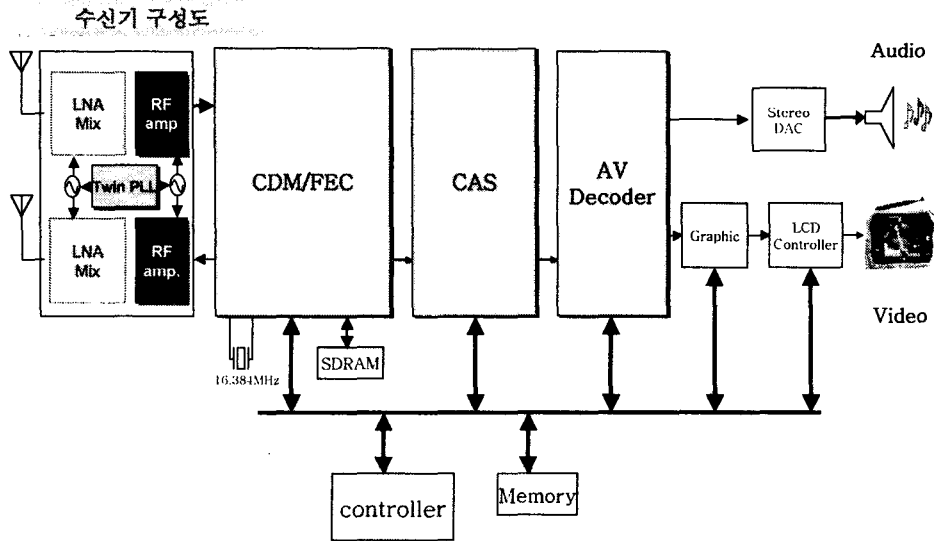 수신기 구성도
LNA
Mix
RF
amp
Twin PLL
LNA
Mix
RF
amp.
CDM/FEC
CAS
AV
Decoder
Audio
Stereo
DAC
Graphic
LCD
Controller
Video
16.384MHz
SDRAM
controller
Memory